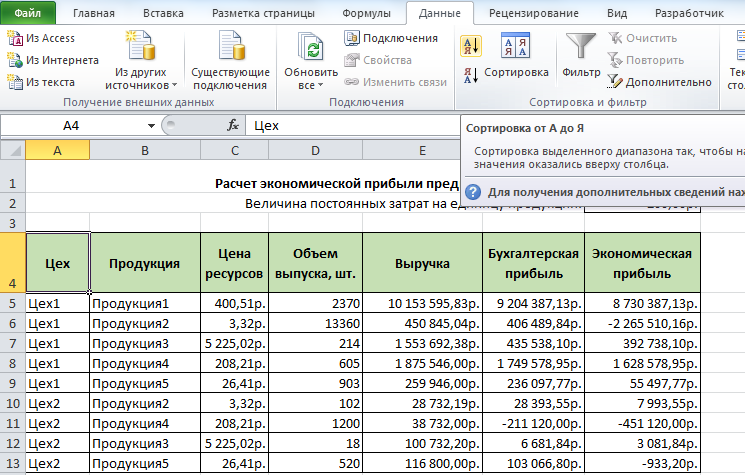 Файл Главная Вставка Разметка страницы Формулы Данные Рецензирование Вид Разработчик
Из Access
Из Интернета
Из текста
Из других источников
Существующие подключения
Получение внешних данных
Обновить все
Подключения
Свойства
Изменить связи
Подключения
Сортировка
Фильтр
Очистить
Повторить
Дополнительно
Сортировка и фильтр
A4 fx Цех
Сортировка от А до Я
Сортировка выделенного диапазона так, чтобы
значения оказались вверху столбца.
Для получения дополнительных сведений
A B C D E
1 Расчет экономической прибыли
2 Величина постоянных затрат на
3
4 Цех Продукция Цена ресурсов Объем выпуска, шт. Выручка Бухгалтерская прибыль Экономическая прибыль
5 Цех1 Продукция1 400,51р. 2370 10 153 595,83р. 9 204 387,13р. 8 730 387,13р.
6 Цех1 Продукция2 3,32р. 13360 450 845,04р. 406 489,84р. -2 265 510,16р.
7 Цех1 Продукция3 5 225,02р. 214 1 553 692,38р. 435 538,10р. 392 738,10р.
8 Цех1 Продукция4 208,21р. 605 1 875 546,00р. 1 749 578,95р. 1 628 578,95р.
9 Цех1 Продукция5 26,41р. 903 259 946,00р. 236 097,77р. 55 497,77р.
10 Цех2 Продукция2 3,32р. 102 28 732,19р. 28 393,55р. 7 993,55р.
11 Цех2 Продукция4 208,21р. 1200 38 732,00р. -211 120,00р. -451 120,00р.
12 Цех2 Продукция3 5 225,02р. 18 100 732,20р. 6 681,84р. 3 081,84р.
13 Цех2 Продукция5 26,41р. 520 116 800,00р. 103 066,80р. -933,20р.